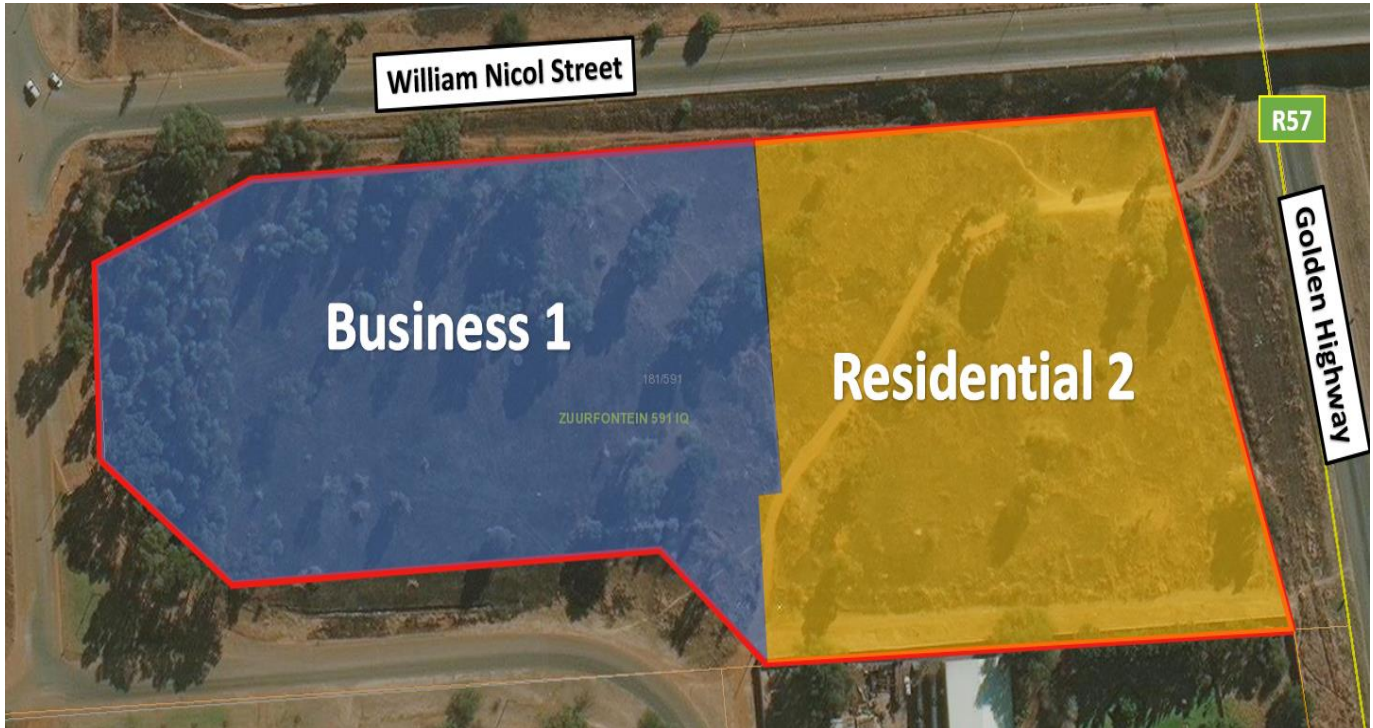 William Nicol Street
R57
Golden Highway
Business 1
Residential 2
181/591
ZUURFONTEIN 591 IQ